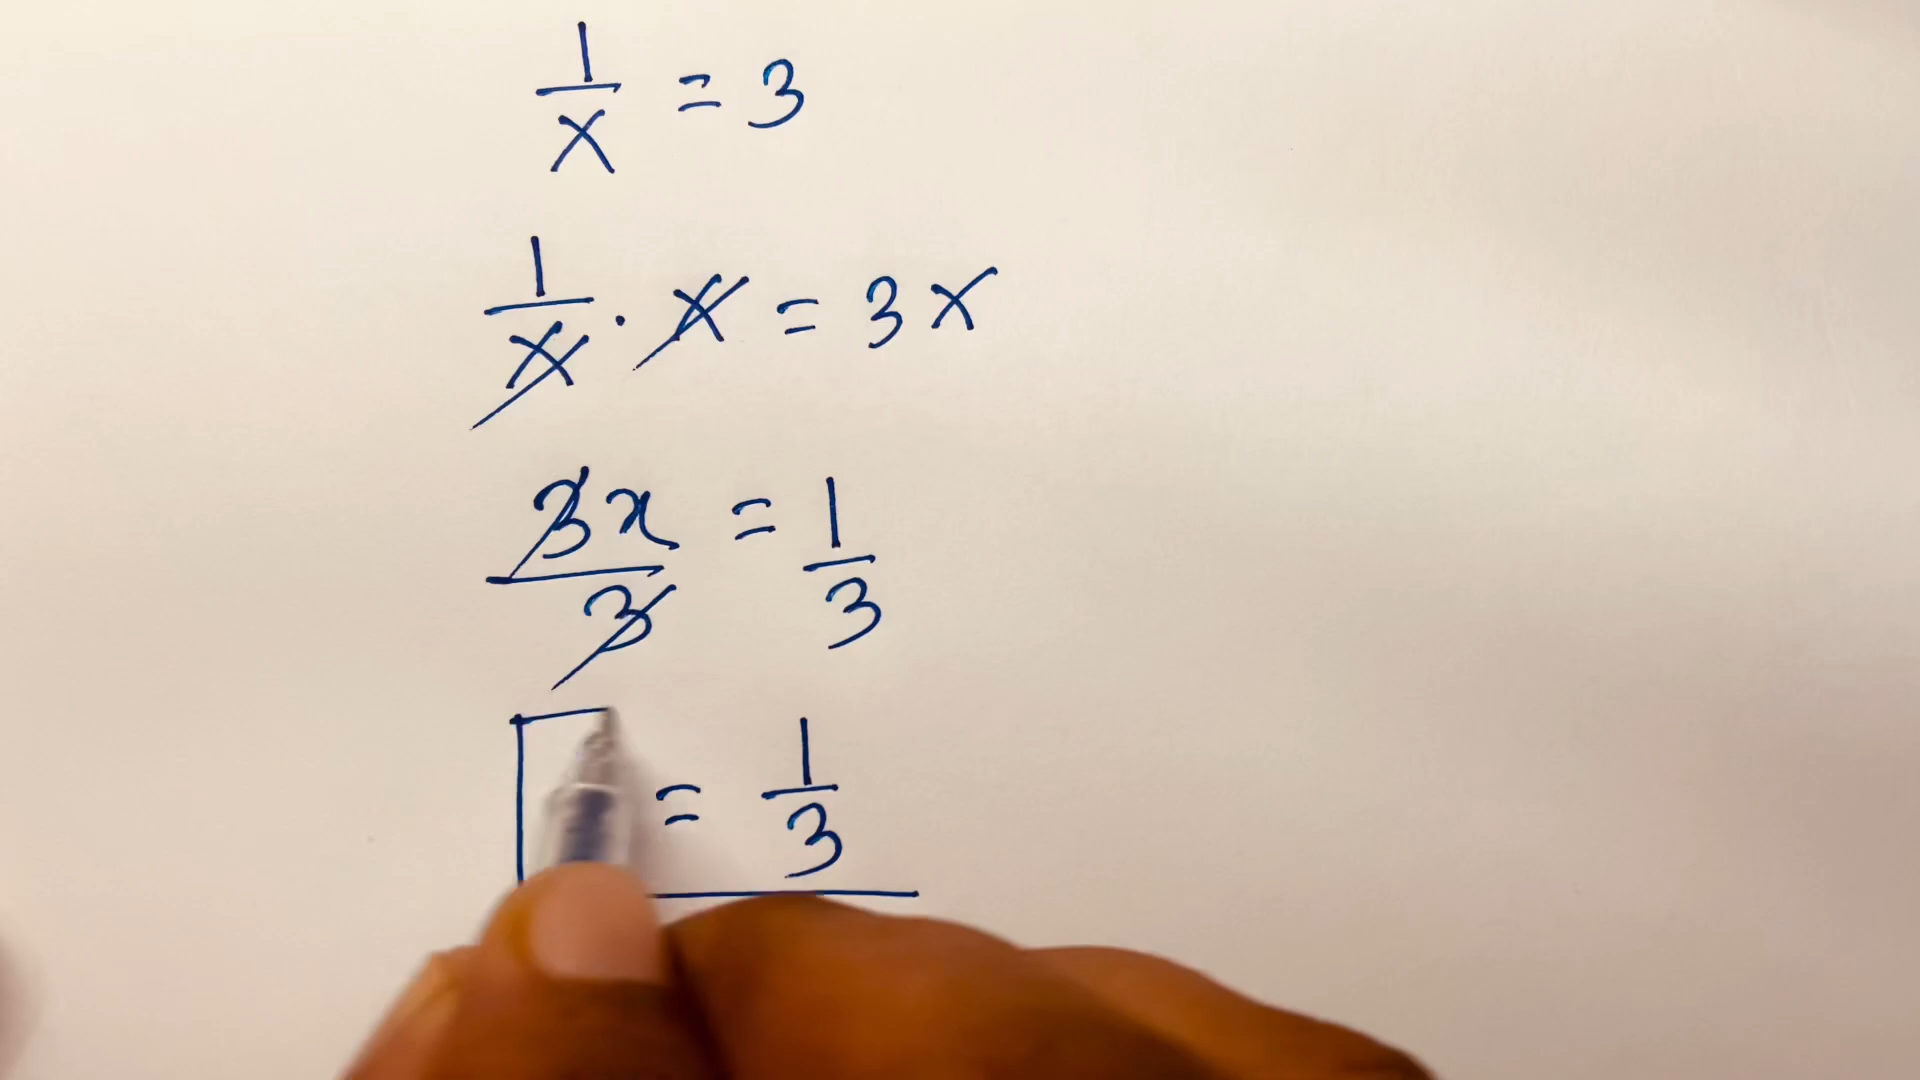 1/x = 3
1/x · x = 3x
3x/3 = 1/3
= 1/3